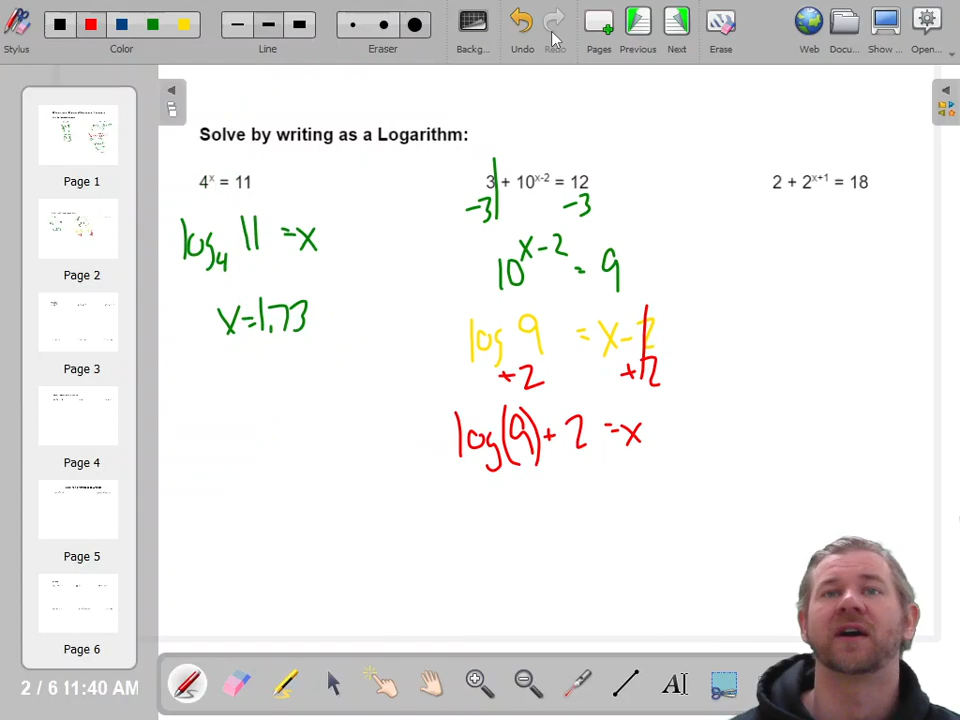 Stylus
Color
Line
Eraser
Backg...
Undo
Redo
Pages
Previous
Next
Erase
Web
Docu...
Show ...
Open...
Page 1
Page 2
Page 3
Page 4
Page 5
Page 6
2 / 6 11:40 AM
Solve by writing as a Logarithm:
4ˣ = 11
log₄ 11 = x
x = 1.73
3 + 10ˣ⁻² = 12
-3 -3
10ˣ⁻² = 9
log 9 = x - 2
+2 +2
log(9) + 2 = x
2 + 2ˣ⁺¹ = 18